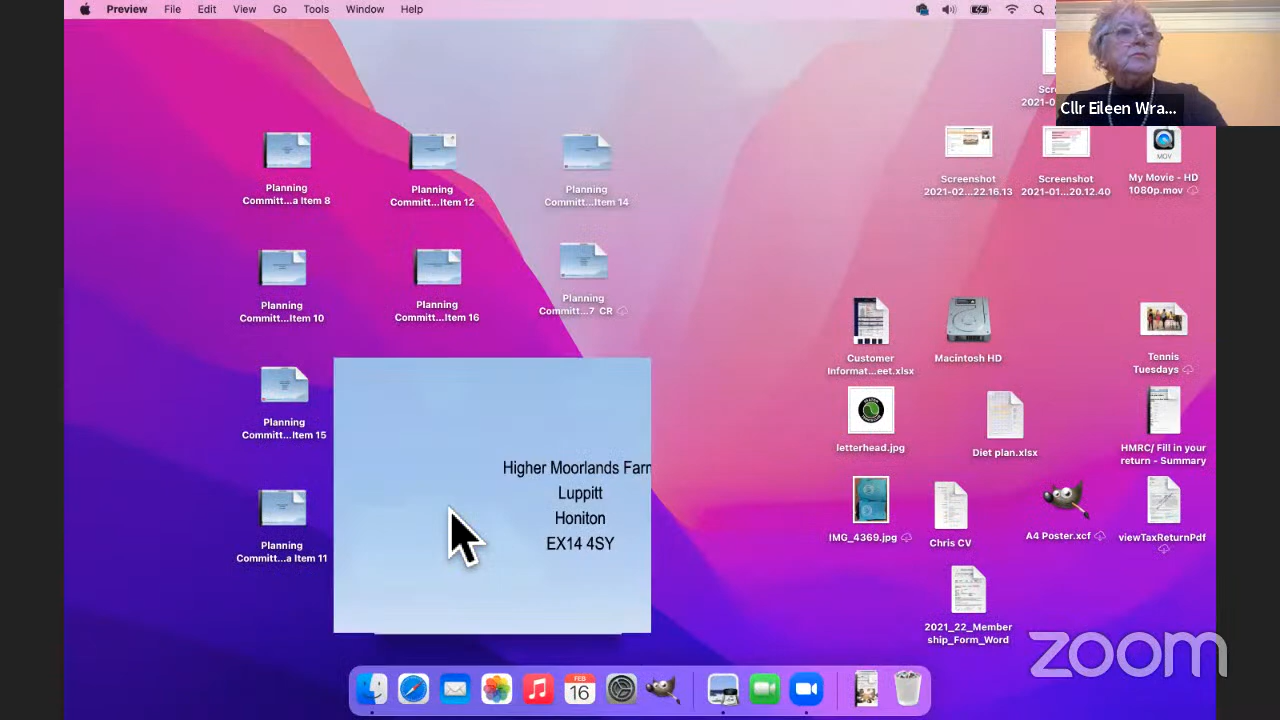 Preview File Edit View Go Tools Window Help
Cllr Eileen Wra...
Planning
Committ...a Item 8
Planning
Committ...Item 12
Planning
Committ...Item 14
Screenshot
2021-02...22.16.13
Screenshot
2021-01...20.12.40
My Movie - HD
1080p.mov
MOV
Planning
Committ...Item 10
Planning
Committ...Item 16
Planning
Committ...7 CR
Customer
Informat...eet.xlsx
Macintosh HD
Tennis
Tuesdays
Planning
Committ...Item 15
letterhead.jpg
Diet plan.xlsx
HMRC/ Fill in your
return - Summary
Higher Moorlands Farm
Luppitt
Honiton
EX14 4SY
Planning
Committ...a Item 11
IMG_4369.jpg
Chris CV
A4 Poster.xcf
viewTaxReturnPdf
2021_22_Member
ship_Form_Word
FEB
16
zoom